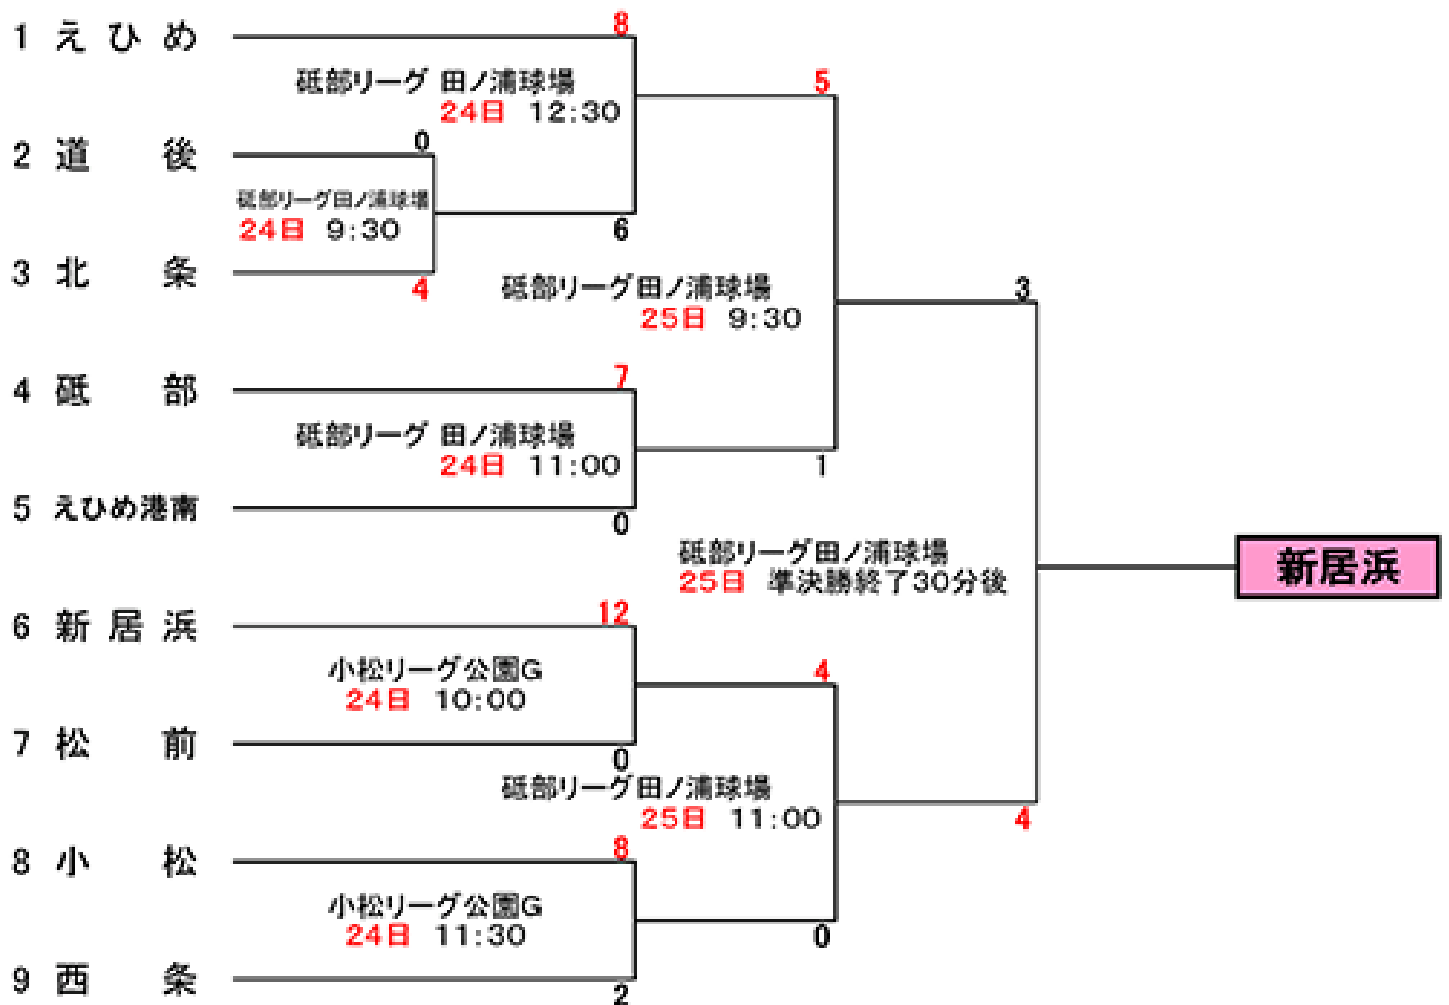 8
1 えひめ
砥部リーグ 田ノ浦球場
5
24日 12:30
0
2 道後
砥部リーグ田ノ浦球場
24日 9:30
6
3 北条
4
砥部リーグ田ノ浦球場
3
25日 9:30
7
4 砥部
砥部リーグ 田ノ浦球場
24日 11:00
1
5 えひめ港南
0
砥部リーグ田ノ浦球場
25日 準決勝終了30分後
新居浜
12
6 新居浜
小松リーグ公園G
4
24日 10:00
7 松前
0
砥部リーグ田ノ浦球場
25日 11:00
4
8
8 小松
小松リーグ公園G
24日 11:30
0
9 西条
2